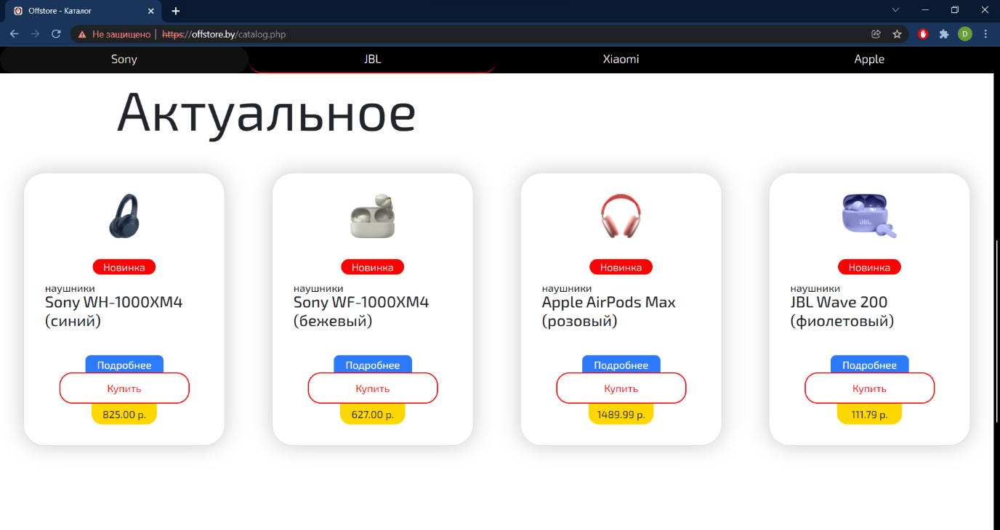 Offstore - Каталог
Не защищено | https://offstore.by/catalog.php
D
Sony JBL Xiaomi Apple
Актуальное
Новинка
наушники
Sony WH-1000XM4
(синий)
Подробнее
Купить
825.00 р.
Новинка
наушники
Sony WF-1000XM4
(бежевый)
Подробнее
Купить
627.00 р.
Новинка
наушники
Apple AirPods Max
(розовый)
Подробнее
Купить
1489.99 р.
JBL
Новинка
наушники
JBL Wave 200
(фиолетовый)
Подробнее
Купить
111.79 р.